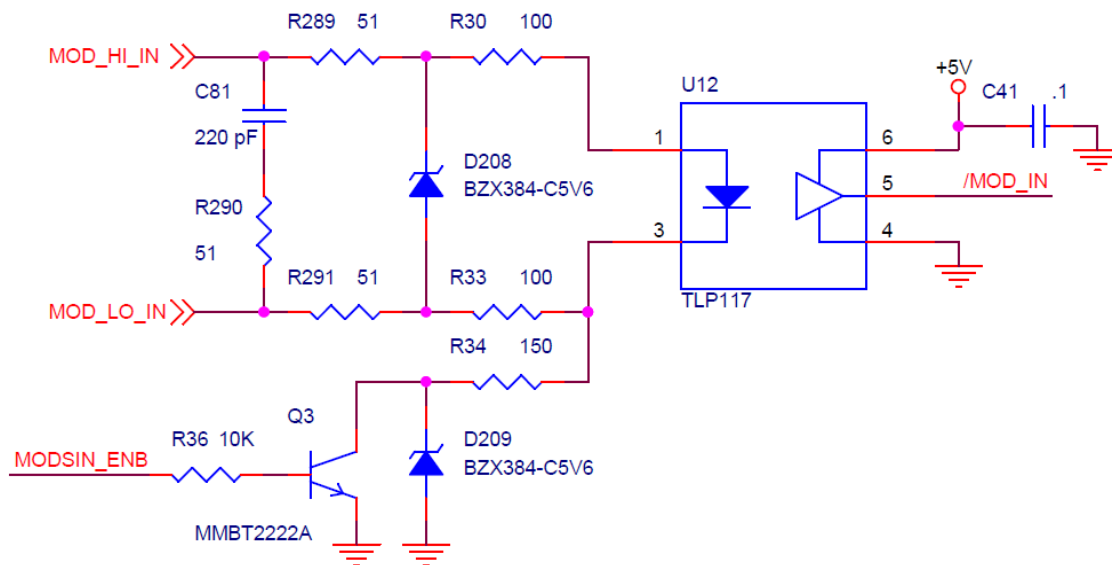 R289 51
R30 100
MOD_HI_IN
+5V
U12
C41 .1
C81
220 pF
1
6
D208
BZX384-C5V6
/MOD_IN
5
R290
51
3
4
R291 51
R33 100
TLP117
MOD_LO_IN
R34 150
Q3
R36 10K
D209
BZX384-C5V6
MODSIN_ENB
MMBT2222A